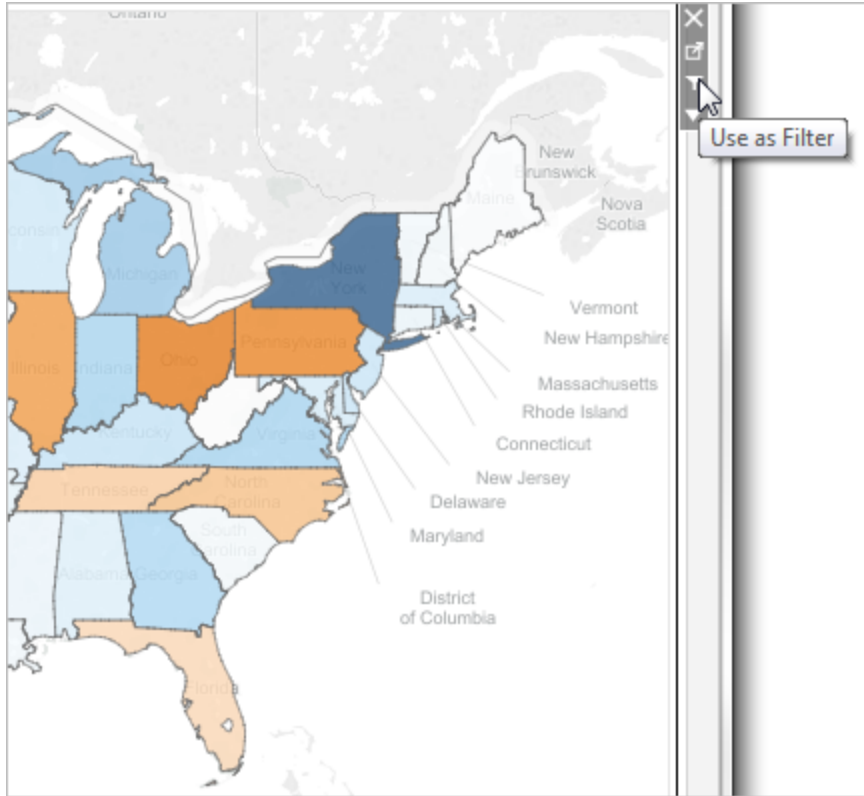 Ontario
New
Brunswick
Maine
Nova
Scotia
consin
Michigan
New
York
Vermont
New Hampshire
Illinois
Indiana
Ohio
Pennsylvania
Massachusetts
Rhode Island
Connecticut
Kentucky
Virginia
New Jersey
Tennessee
North
Carolina
Delaware
Maryland
South
Carolina
Alabama
Georgia
District
of Columbia
Florida
Use as Filter